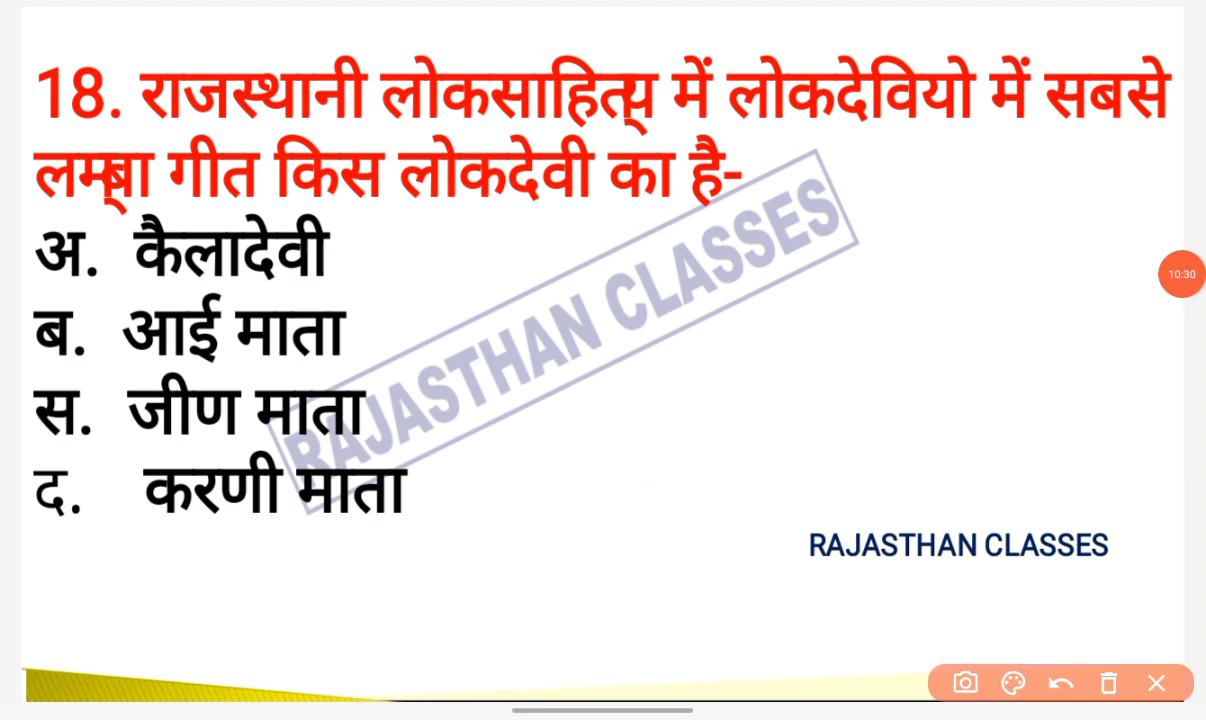 18. राजस्थानी लोकसाहित्य में लोकदेवियो में सबसे
लम्बा गीत किस लोकदेवी का है-
अ. कैलादेवी
ब. आई माता
स. जीण माता
द. करणी माता
RAJASTHAN CLASSES
RAJASTHAN CLASSES
10:30